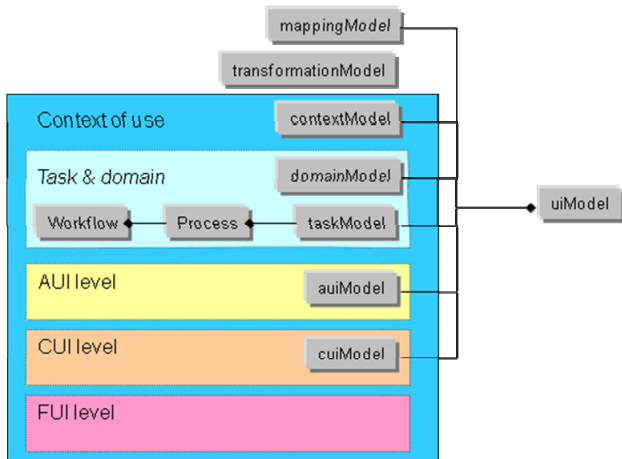 mappingModel
transformationModel
Context of use
contextModel
Task & domain
domainModel
Workflow
Process
taskModel
uiModel
AUI level
auiModel
CUI level
cuiModel
FUI level